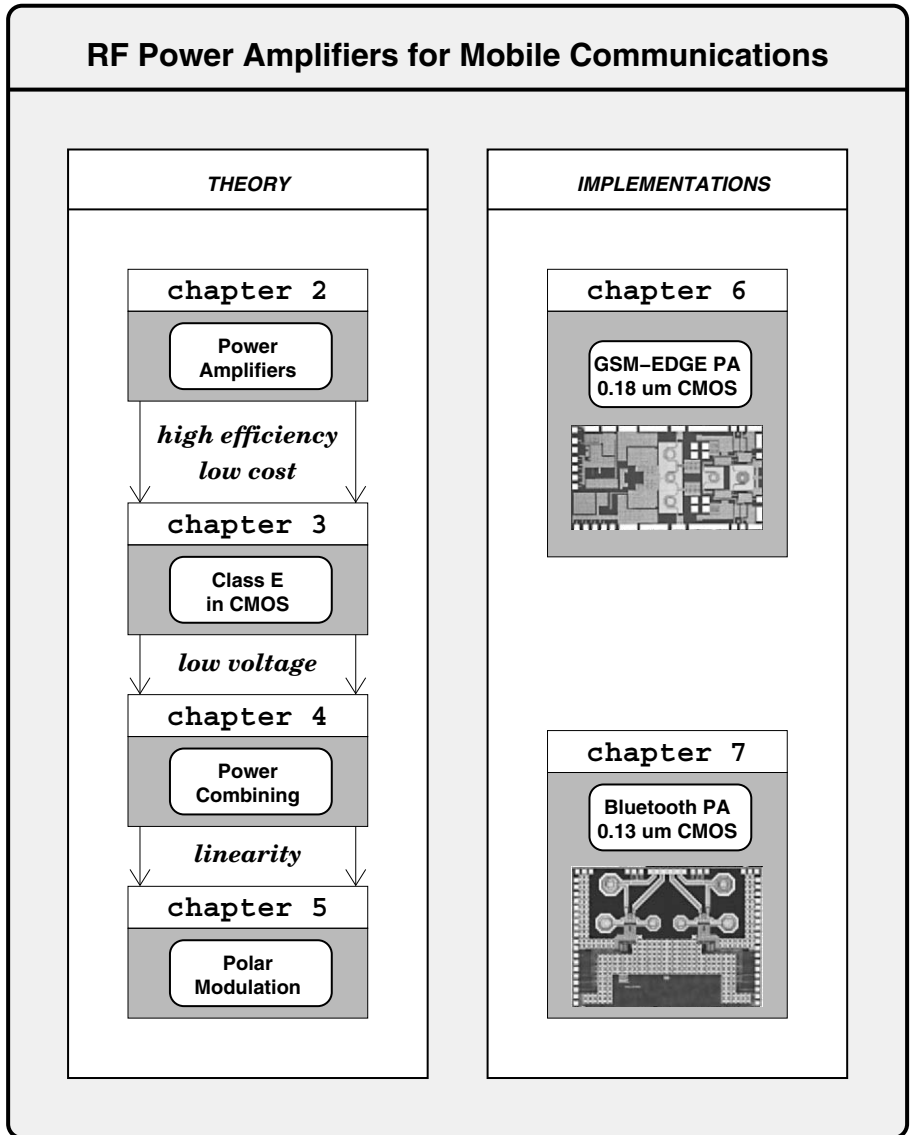 RF Power Amplifiers for Mobile Communications
THEORY
chapter 2
Power
Amplifiers
high efficiency
low cost
chapter 3
Class E
in CMOS
low voltage
chapter 4
Power
Combining
linearity
chapter 5
Polar
Modulation
IMPLEMENTATIONS
chapter 6
GSM−EDGE PA
0.18 um CMOS
chapter 7
Bluetooth PA
0.13 um CMOS